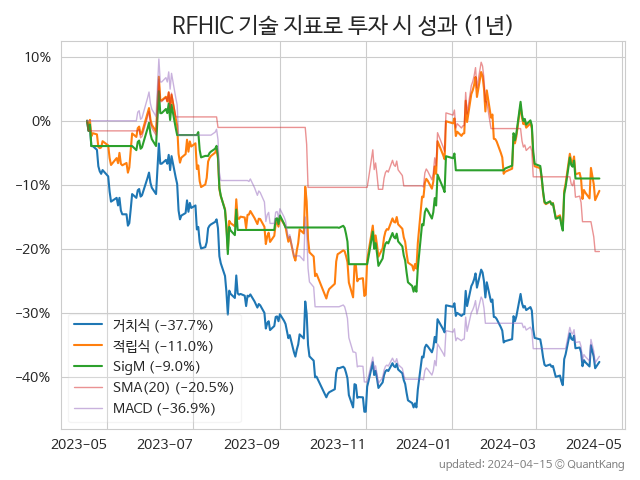 RFHIC 기술 지표로 투자 시 성과 (1년)
10%
0%
−10%
−20%
−30%
−40%
거치식 (−37.7%)
적립식 (−11.0%)
SigM (−9.0%)
SMA(20) (−20.5%)
MACD (−36.9%)
2023-05 2023-07 2023-09 2023-11 2024-01 2024-03 2024-05
updated: 2024-04-15 © QuantKang